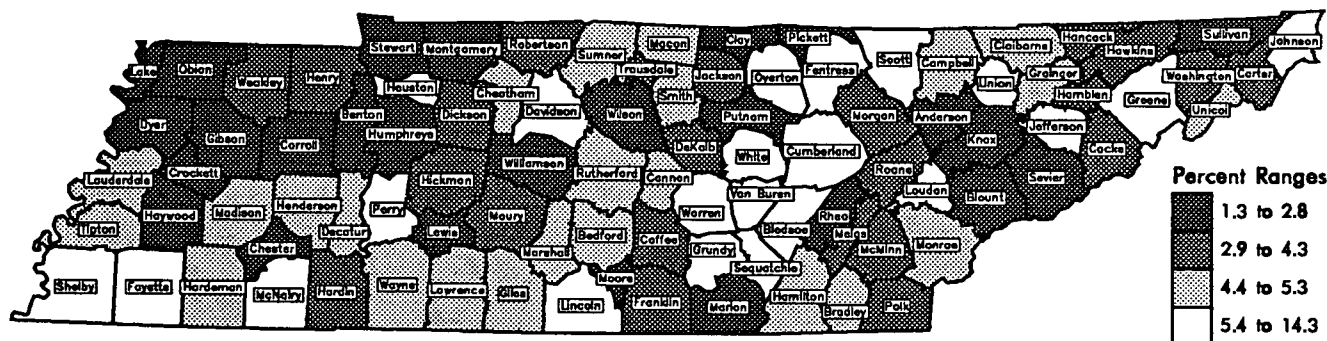 Stewart Montgomery Robertson Sumner Macon Clay Pickett Scott Claiborne Hancock Hawkins Sullivan Johnson
Lake Obion Weakley Henry Houston Cheatham Trousdale Jackson Overton Fentress Campbell Union Grainger Hamblen Washington Carter
Benton Dickson Davidson Wilson Smith Putnam Morgan Anderson Jefferson Greene Unicoi
Dyer Gibson Carroll Humphreys Williamson DeKalb White Cumberland Knox Cocke
Lauderdale Crockett Hickman Rutherford Cannon Van Buren Roane Loudon Blount Sevier
Tipton Haywood Madison Henderson Decatur Perry Lewis Maury Bedford Coffee Warren Bledsoe Rhea Meigs McMinn Monroe
Chester Marshall Moore Grundy Sequatchie
Shelby Fayette Hardeman McNairy Hardin Wayne Lawrence Giles Lincoln Franklin Marion Hamilton Bradley Polk
Percent Ranges
1.3 to 2.8
2.9 to 4.3
4.4 to 5.3
5.4 to 14.3